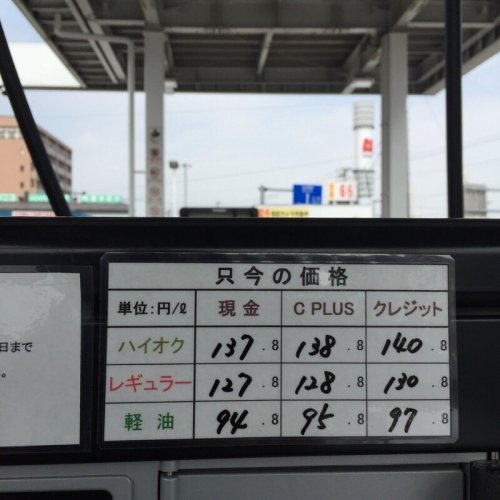 只今の価格
単位:円/ℓ 現金 C PLUS クレジット
ハイオク 137.8 138.8 140.8
レギュラー 127.8 128.8 130.8
軽油 94.8 95.8 97.8
日まで
。